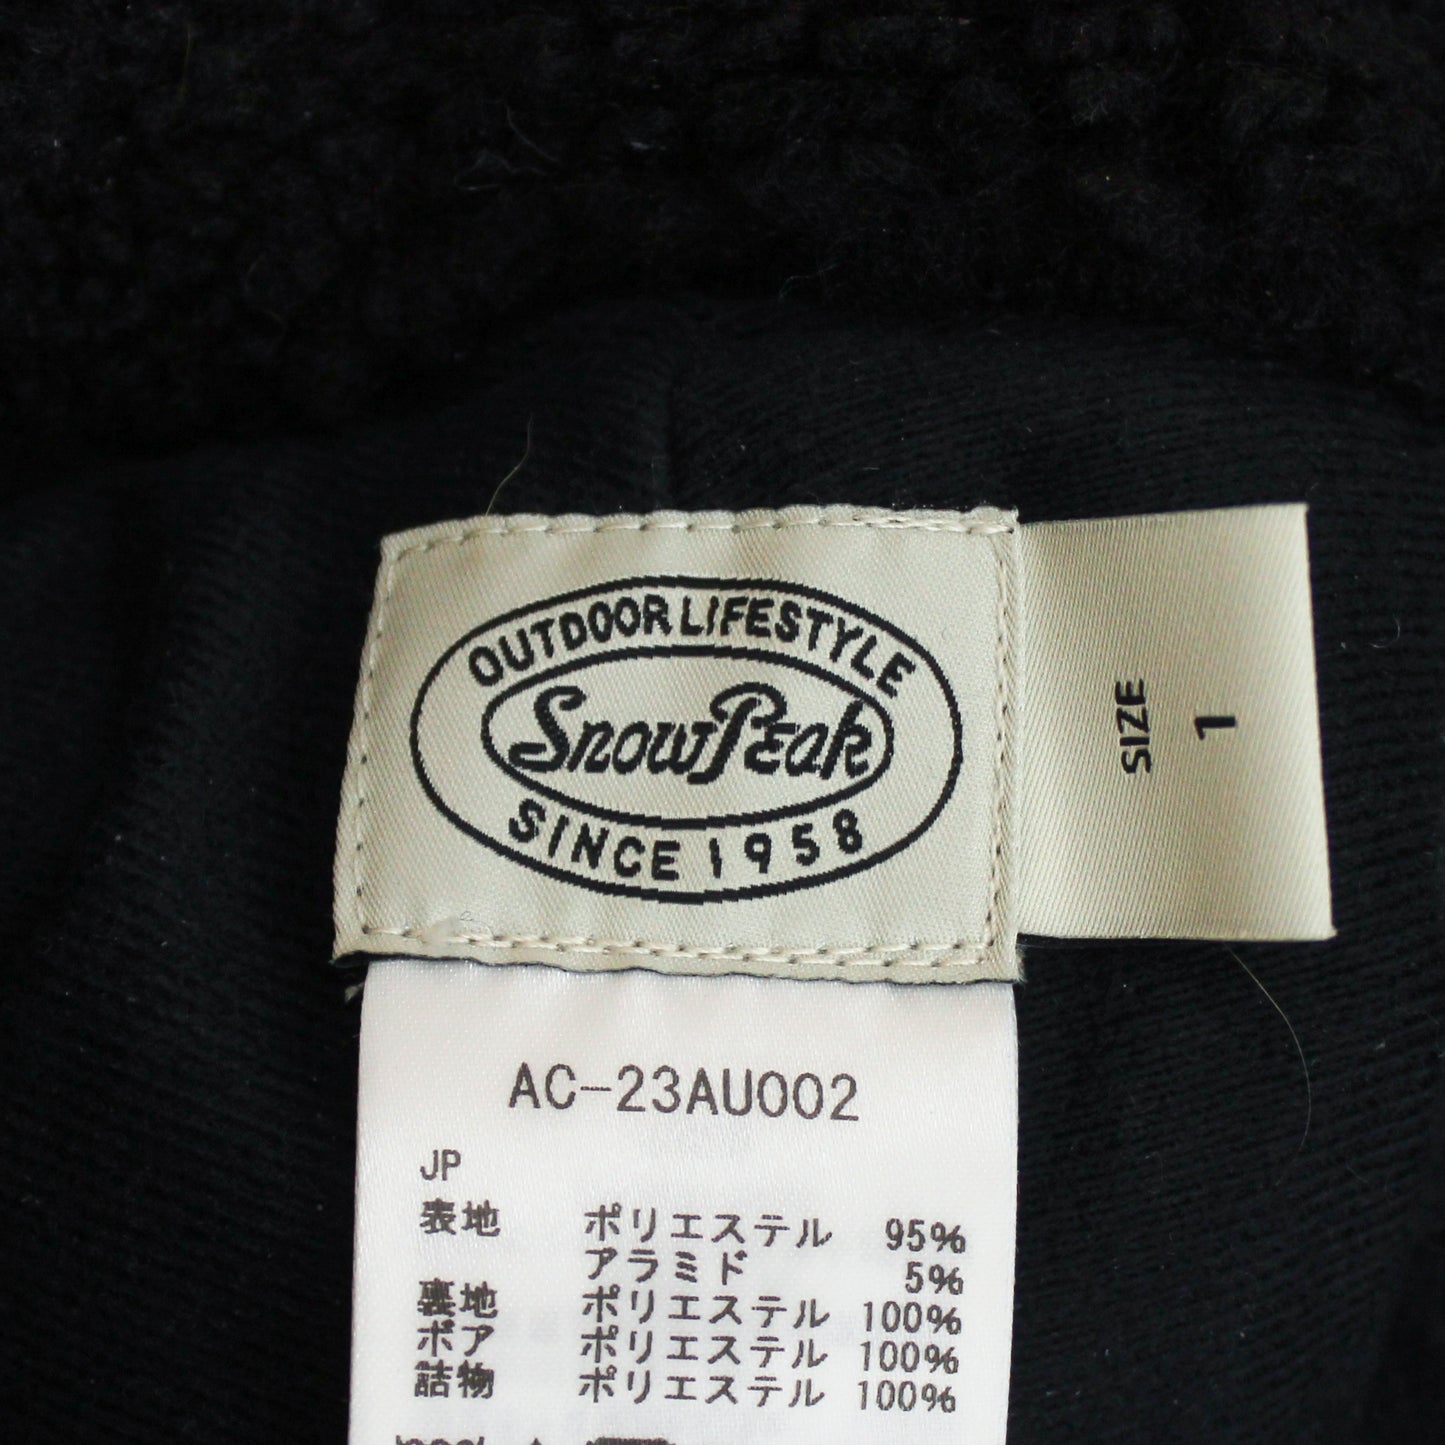 OUTDOOR LIFESTYLE
Snow Peak
SINCE 1958
SIZE
1
AC-23AU002
JP
表地 ポリエステル 95%
アラミド 5%
裏地 ポリエステル 100%
ボア ポリエステル 100%
詰物 ポリエステル 100%